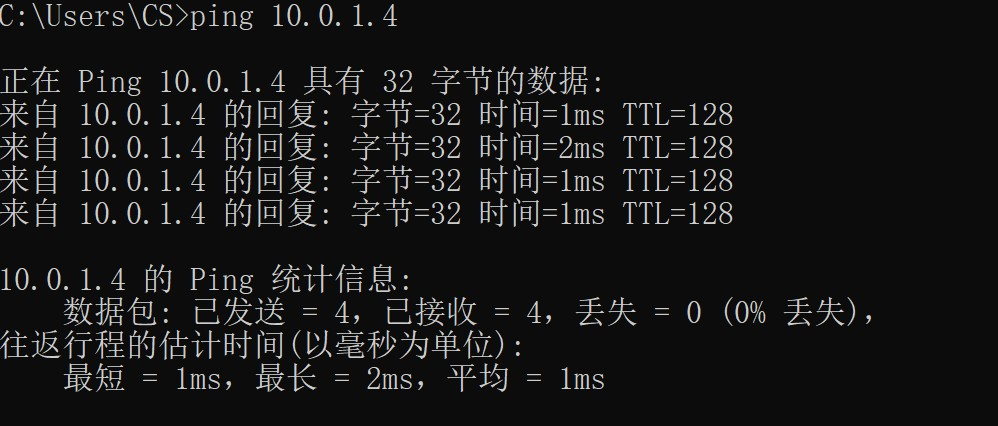 C:\Users\CS>ping 10.0.1.4
正在 Ping 10.0.1.4 具有 32 字节的数据:
来自 10.0.1.4 的回复: 字节=32 时间=1ms TTL=128
来自 10.0.1.4 的回复: 字节=32 时间=2ms TTL=128
来自 10.0.1.4 的回复: 字节=32 时间=1ms TTL=128
来自 10.0.1.4 的回复: 字节=32 时间=1ms TTL=128
10.0.1.4 的 Ping 统计信息:
数据包: 已发送 = 4，已接收 = 4，丢失 = 0 (0% 丢失)，
往返行程的估计时间(以毫秒为单位):
最短 = 1ms，最长 = 2ms，平均 = 1ms